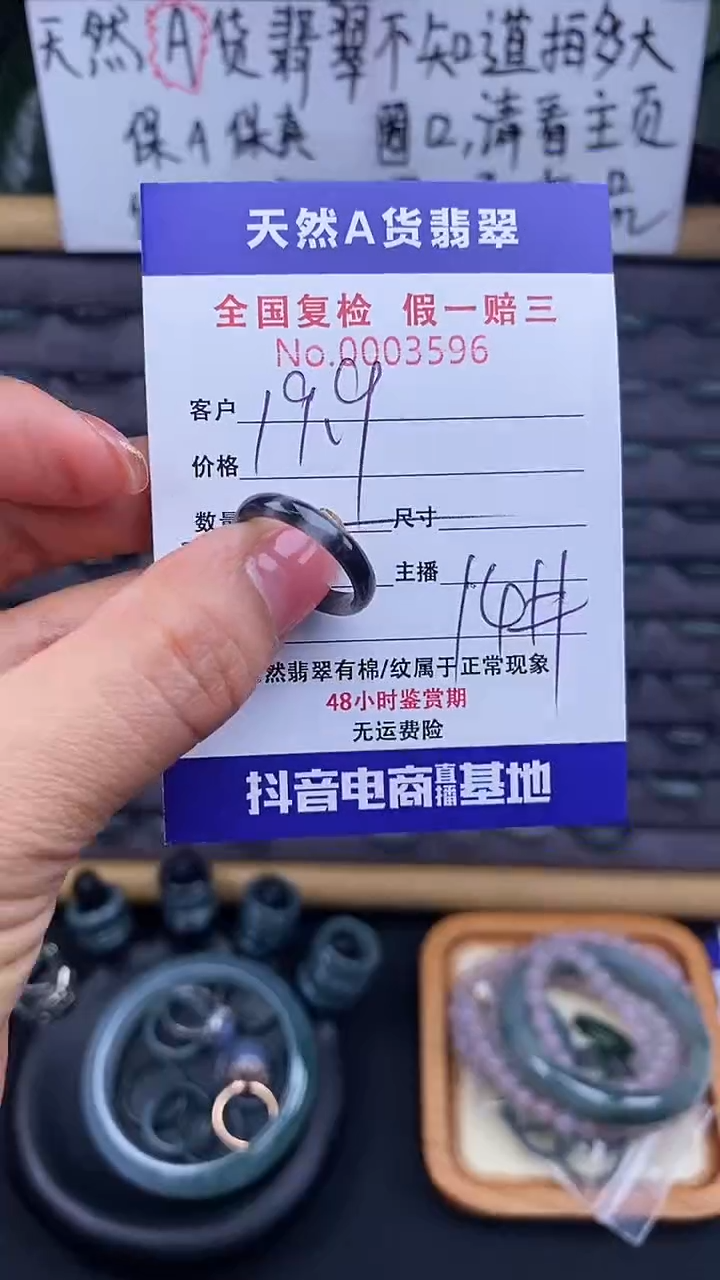 天然A货翡翠不知道拍多大
保A保真 圈口,请看主页
天然A货翡翠
全国复检 假一赔三
No.0003596
客户
19.9
价格
数量 尺寸
主播 14#
然翡翠有棉/纹属于正常现象
48小时鉴赏期
无运费险
抖音电商直播基地